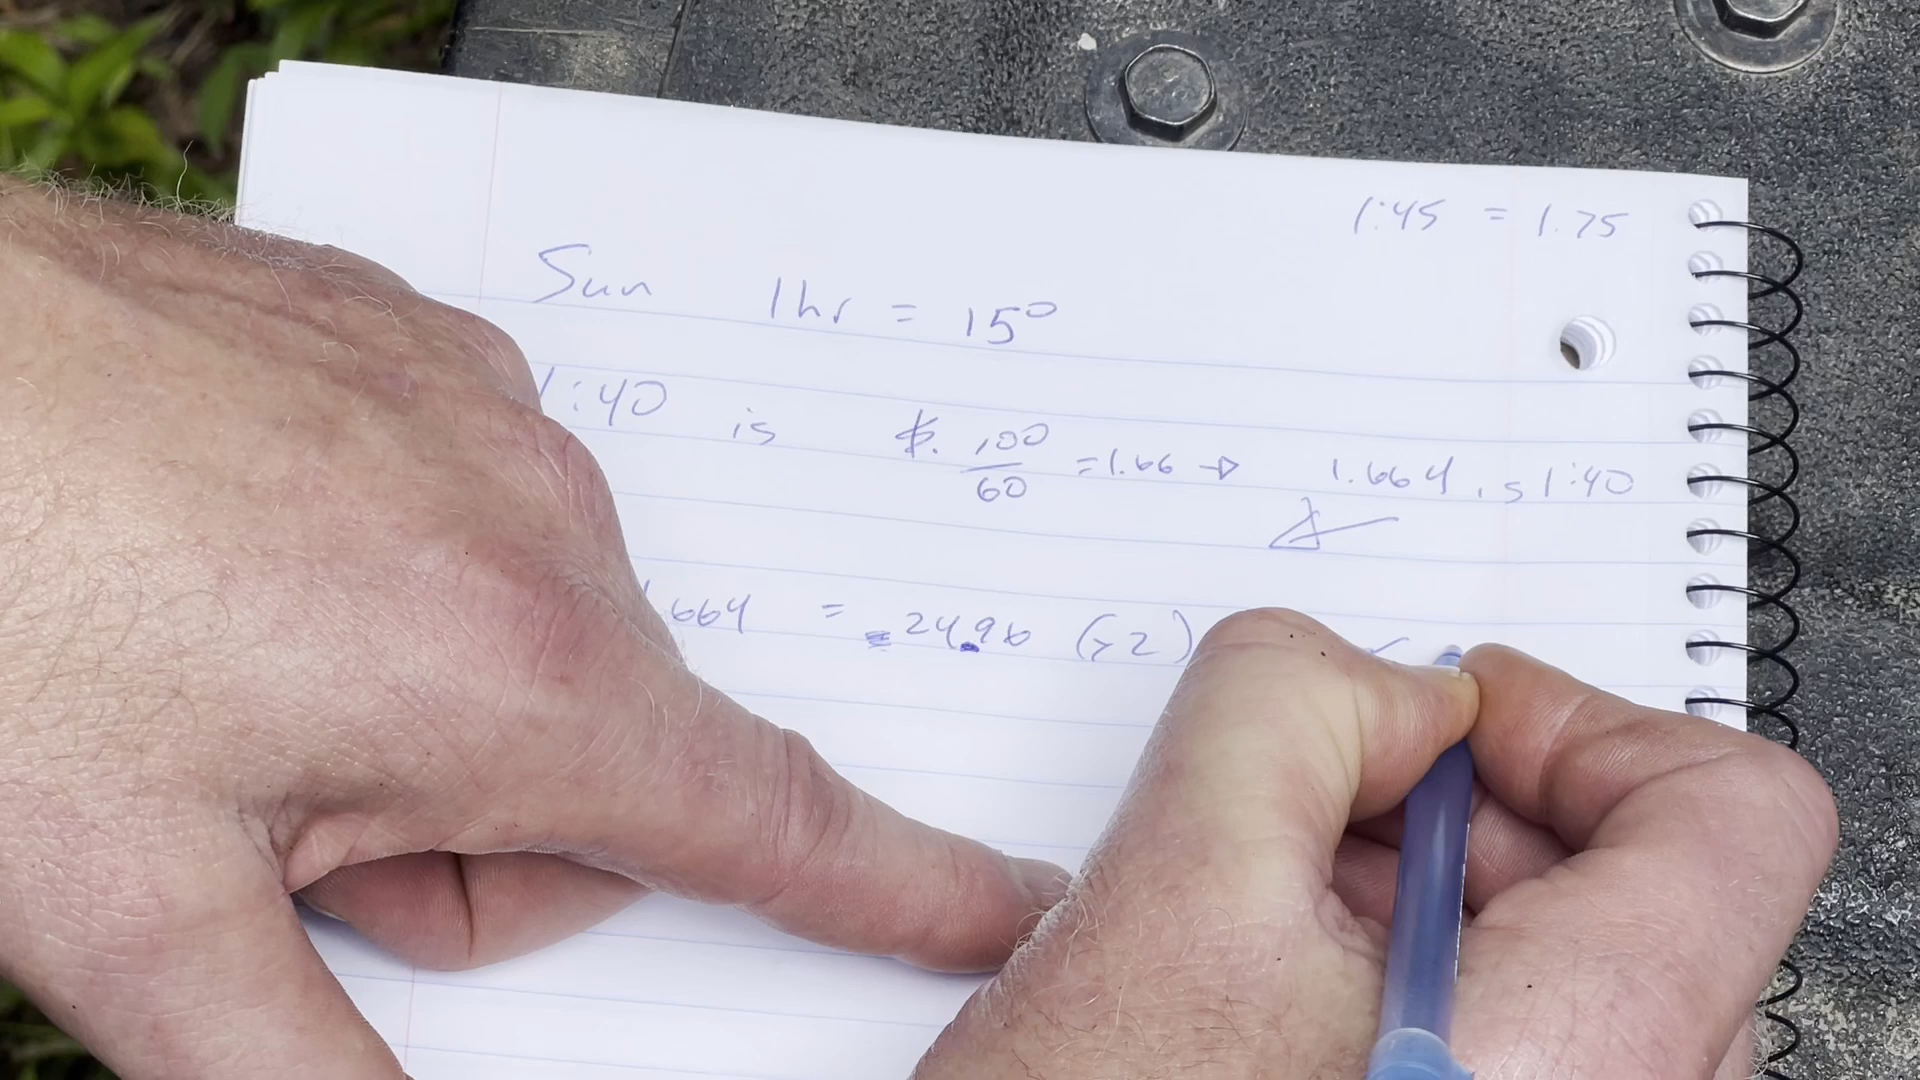 1:45 = 1.75
Sun 1hr = 15°
1:40 is 100/60 = 1.66 → 1.664 is 1:40
.664 = 24.96 (÷2)